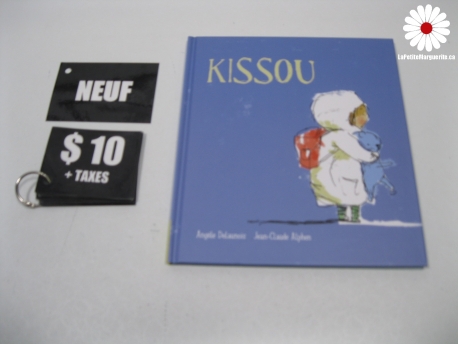 NEUF
$ 10
+ TAXES
KISSOU
Angèle Delaunois Jean-Claude Alphen
LaPetiteMarguerite.ca